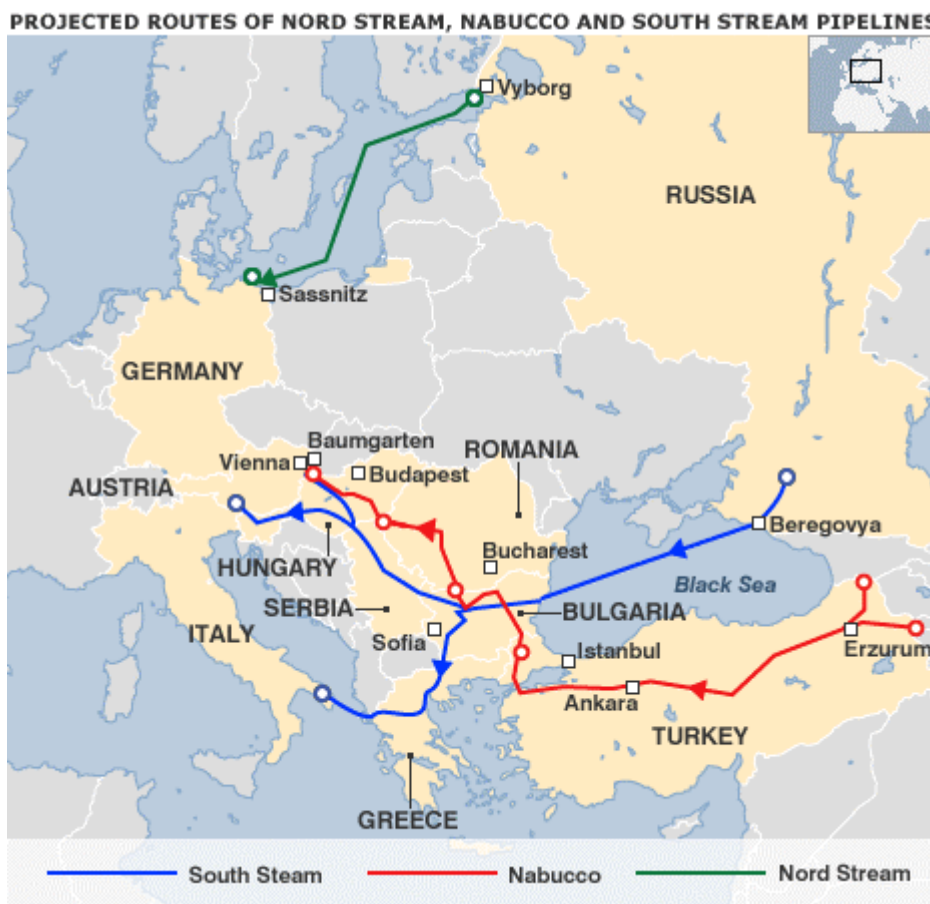 PROJECTED ROUTES OF NORD STREAM, NABUCCO AND SOUTH STREAM PIPELINES
Vyborg
RUSSIA
Sassnitz
GERMANY
Baumgarten
ROMANIA
Vienna
Budapest
AUSTRIA
Beregovya
Bucharest
HUNGARY
Black Sea
SERBIA
BULGARIA
ITALY
Sofia
Istanbul
Erzurum
Ankara
TURKEY
GREECE
South Steam
Nabucco
Nord Stream